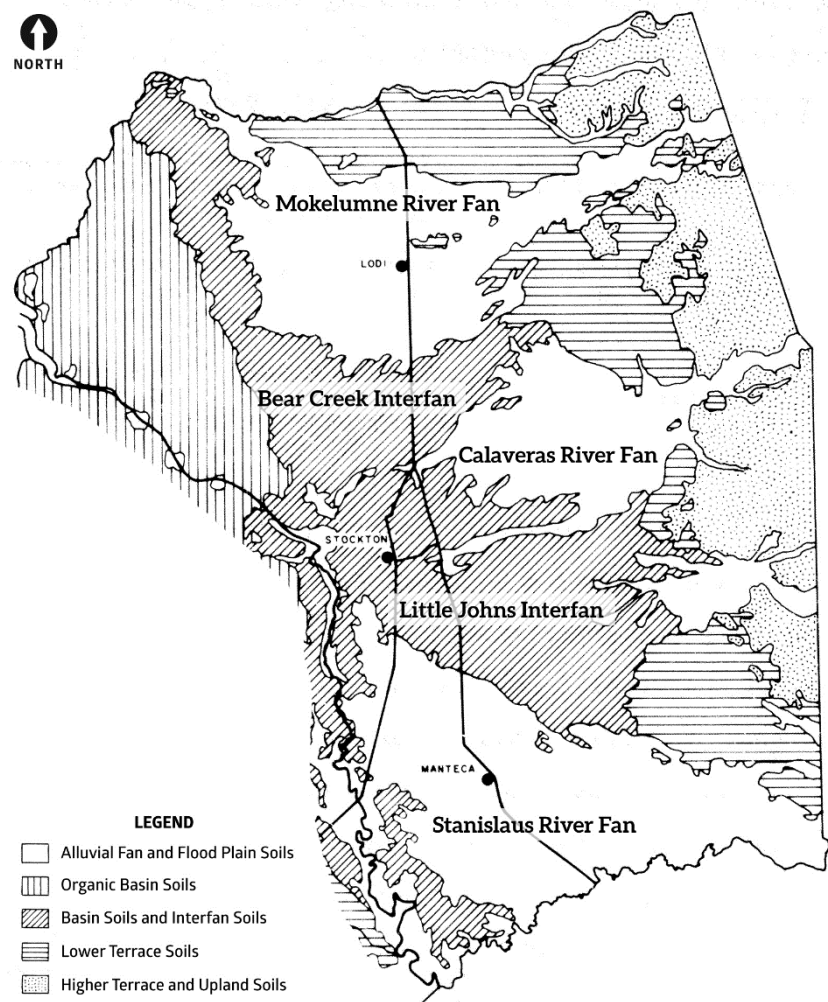 NORTH
Mokelumne River Fan
LODI
Bear Creek Interfan
Calaveras River Fan
STOCKTON
Little Johns Interfan
MANTECA
Stanislaus River Fan
LEGEND
Alluvial Fan and Flood Plain Soils
Organic Basin Soils
Basin Soils and Interfan Soils
Lower Terrace Soils
Higher Terrace and Upland Soils